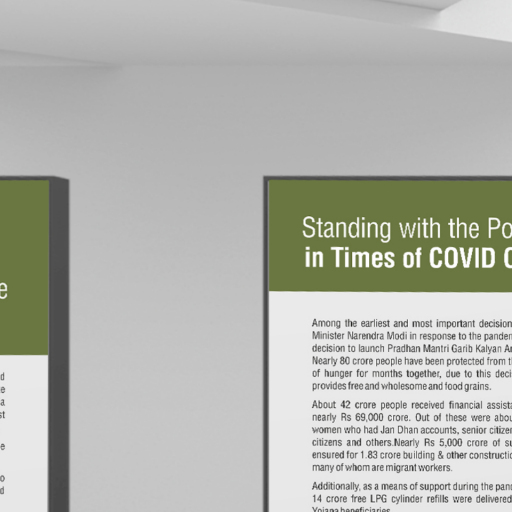 e
d
e
a
st
e
o
d
Standing with the Po
in Times of COVID C
Among the earliest and most important decision
Minister Narendra Modi in response to the pandem
decision to launch Pradhan Mantri Garib Kalyan An
Nearly 80 crore people have been protected from th
of hunger for months together, due to this deci
provides free and wholesome and food grains.
About 42 crore people received financial assista
nearly Rs 69,000 crore. Out of these were abou
women who had Jan Dhan accounts, senior citizen
citizens and others.Nearly Rs 5,000 crore of su
ensured for 1.83 crore building & other constructio
many of whom are migrant workers.
Additionally, as a means of support during the pand
14 crore free LPG cylinder refills were delivered
Yojana beneficiaries.